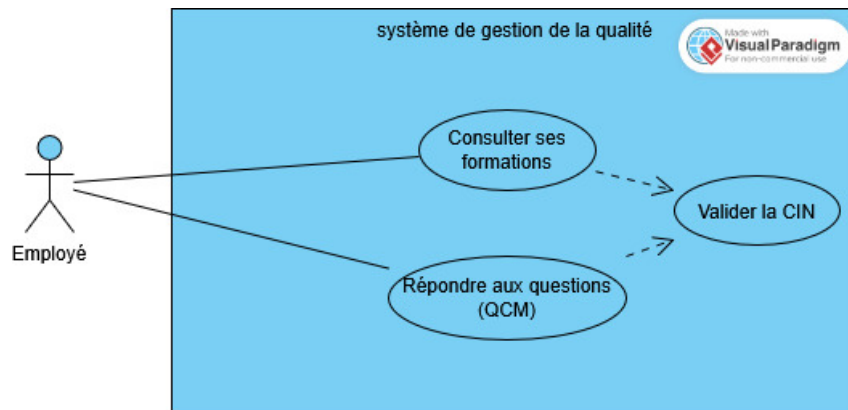 système de gestion de la qualité
Made with
Visual Paradigm
For non-commercial use
Consulter ses
formations
Valider la CIN
Employé
Répondre aux questions
(QCM)